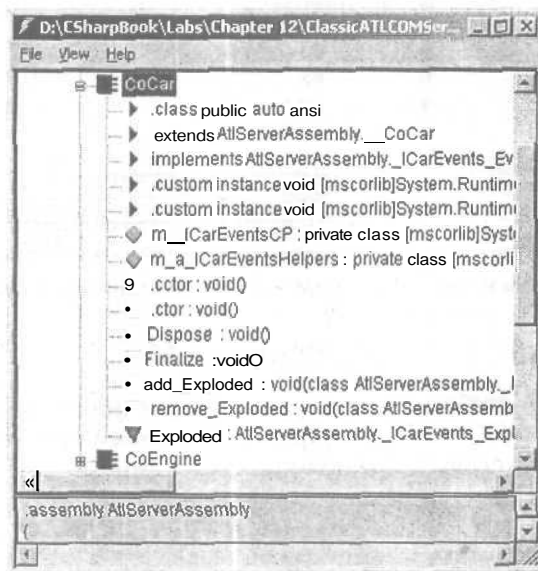 D:\CSharpBook\Labs\Chapter 12\ClassicATLCOMSer...
File View Help
CoCar
.class public auto ansi
extends AtlServerAssembly.__CoCar
implements AtlServerAssembly._ICarEvents_Ev
.custom instance void [mscorlib]System.Runtim
.custom instance void [mscorlib]System.Runtim
m__ICarEventsCP : private class [mscorlib]Syst
m_a_ICarEventsHelpers : private class [mscorli
9 .cctor : void()
• .ctor : void()
• Dispose : void()
• Finalize :voidO
• add_Exploded : void(class AtlServerAssembly._I
• remove_Exploded : void(class AtlServerAssemb
Exploded : AtlServerAssembly._ICarEvents_Expl
CoEngine
«
.assembly AtlServerAssembly
{